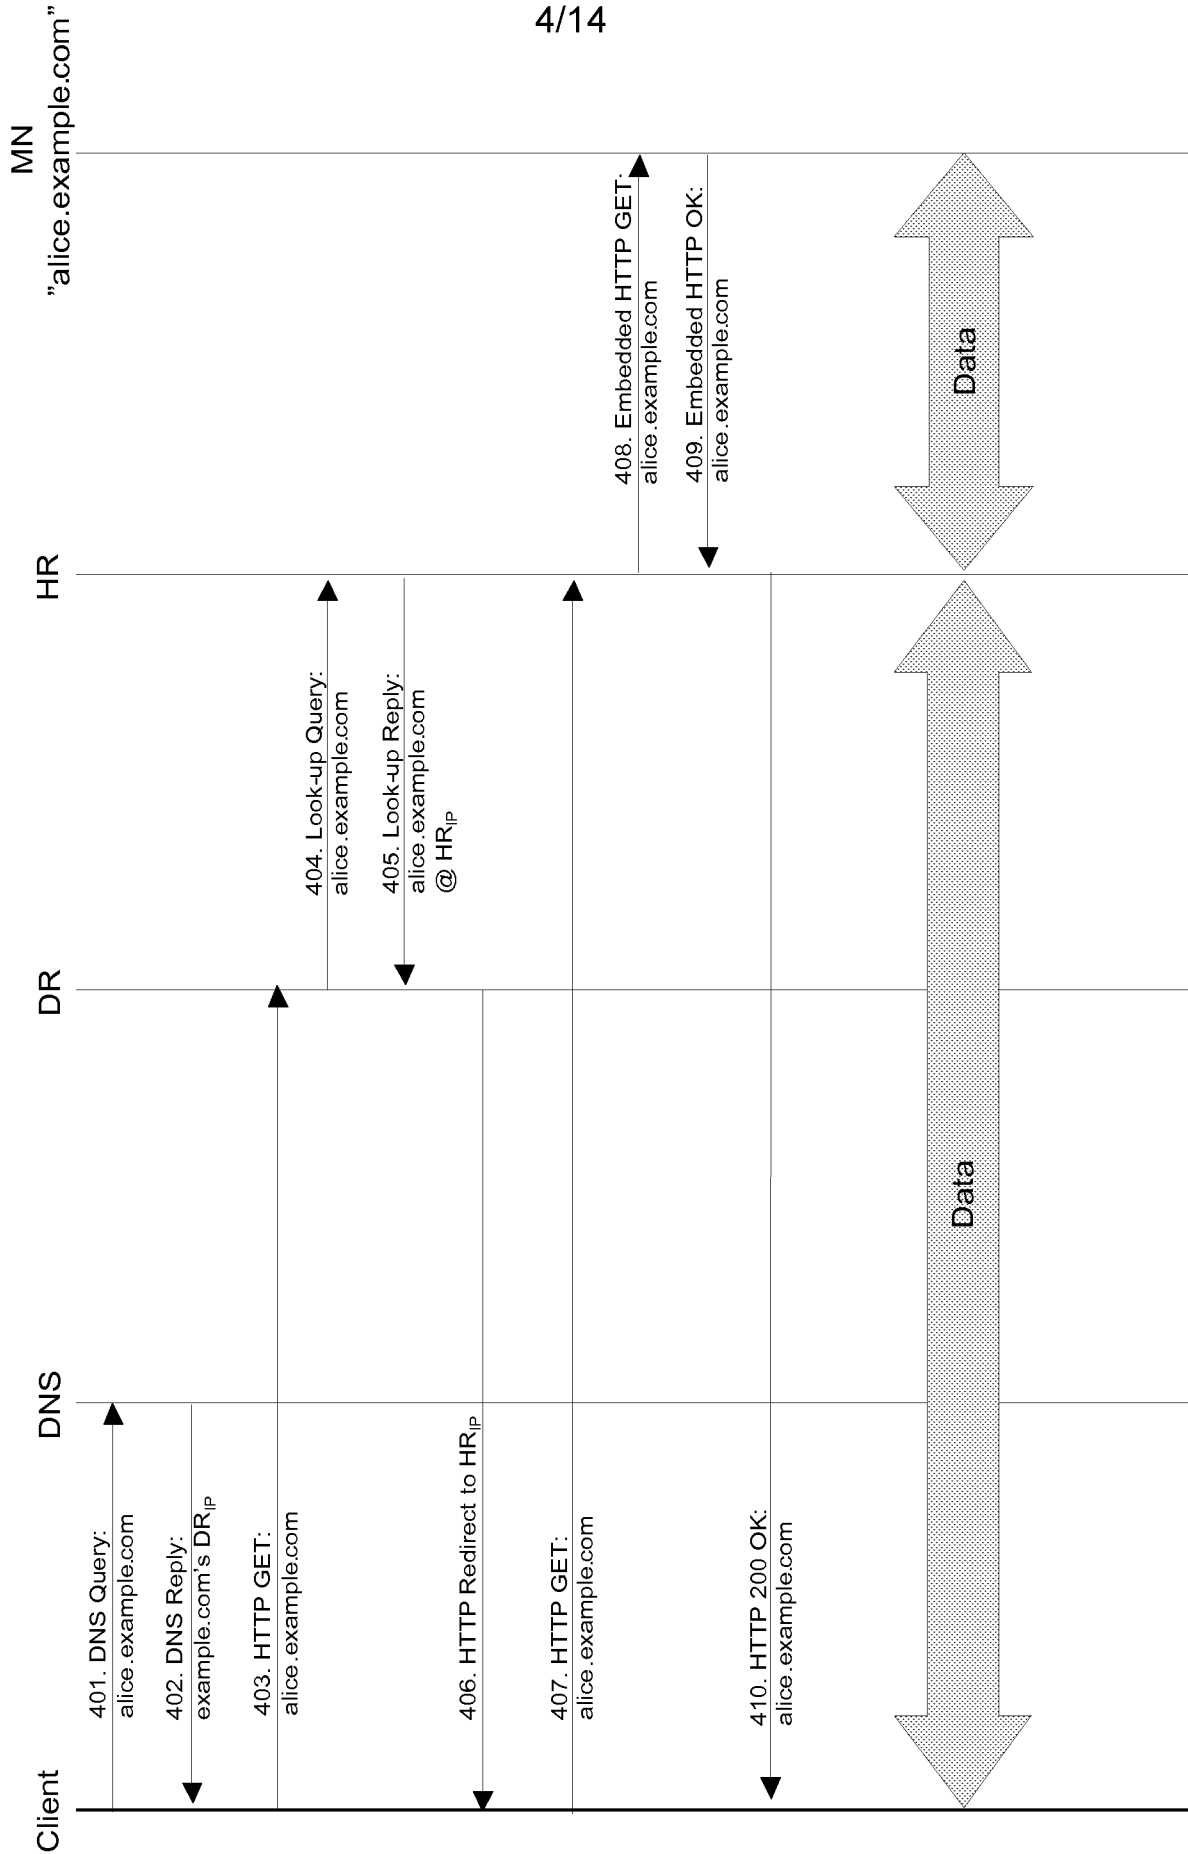 4/14
Client
DNS
DR
HR
MN
”alice.example.com”
401. DNS Query:
alice.example.com
402. DNS Reply:
example.com's DR_IP
403. HTTP GET:
alice.example.com
404. Look-up Query:
alice.example.com
405. Look-up Reply:
alice.example.com
@ HR_IP
406. HTTP Redirect to HR_IP
407. HTTP GET:
alice.example.com
408. Embedded HTTP GET:
alice.example.com
409. Embedded HTTP OK:
alice.example.com
410. HTTP 200 OK:
alice.example.com
Data
Data